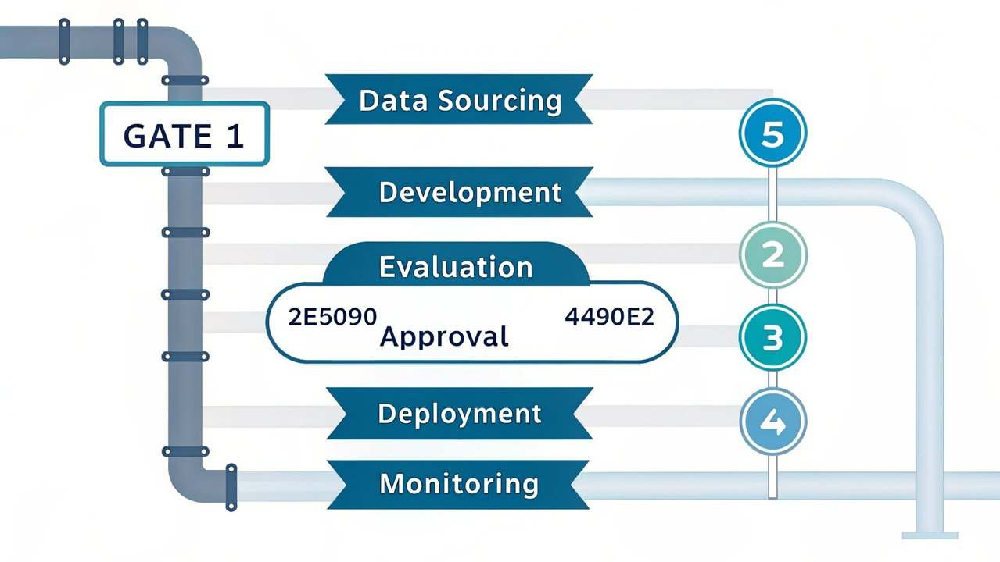 GATE 1
Data Sourcing
5
Development
2
Evaluation
2E5090
4490E2
Approval
3
Deployment
4
Monitoring